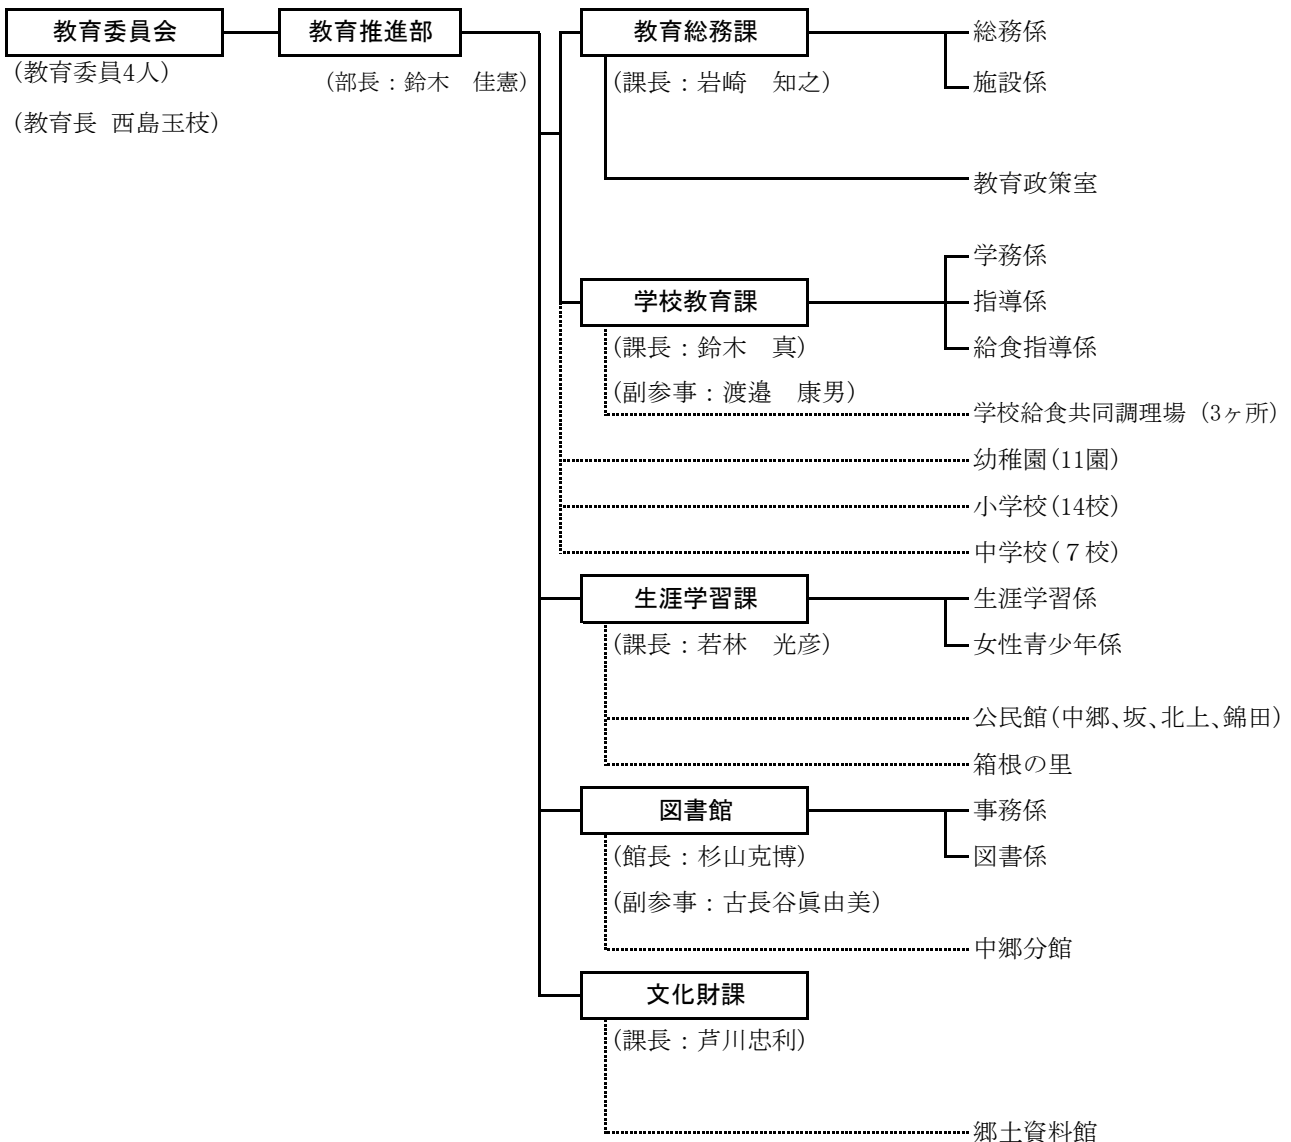 教育委員会
(教育委員4人)
(教育長 西島玉枝)
教育推進部
(部長：鈴木　佳憲)
教育総務課
(課長：岩崎　知之)
総務係
施設係
教育政策室
学校教育課
(課長：鈴木　真)
(副参事：渡邉　康男)
学務係
指導係
給食指導係
学校給食共同調理場 (3ヶ所)
幼稚園(11園)
小学校(14校)
中学校(７校)
生涯学習課
(課長：若林　光彦)
生涯学習係
女性青少年係
公民館(中郷、坂、北上、錦田)
箱根の里
図書館
(館長：杉山克博)
(副参事：古長谷眞由美)
事務係
図書係
中郷分館
文化財課
(課長：芦川忠利)
郷土資料館